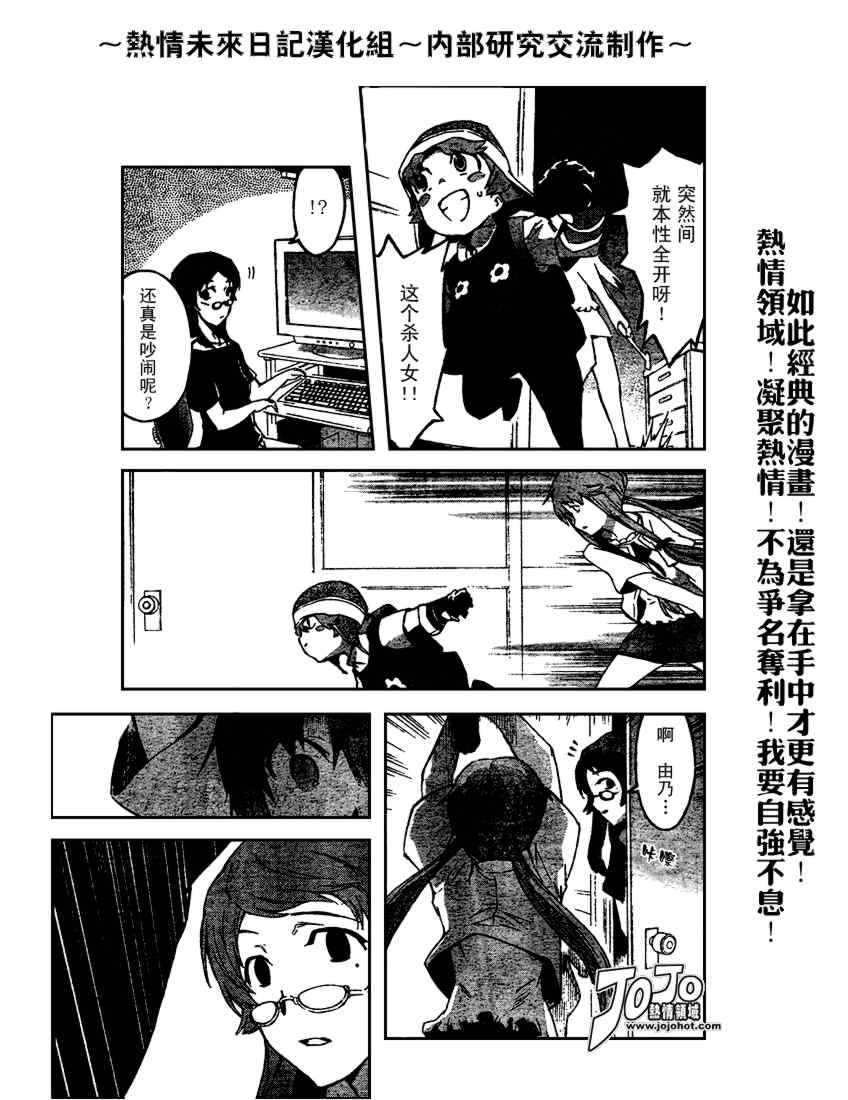 ～熱情未來日記漢化組～内部研究交流制作～
突然间
就本性全开呀！
这个杀人女!!
!?
还真是吵闹呢？
啊
由乃…
如此經典的漫畫！還是拿在手中才更有感覺！
熱情領域！凝聚熱情！不為爭名奪利！我要自強不息！
JOJO
熱情領域
www.jojohot.com